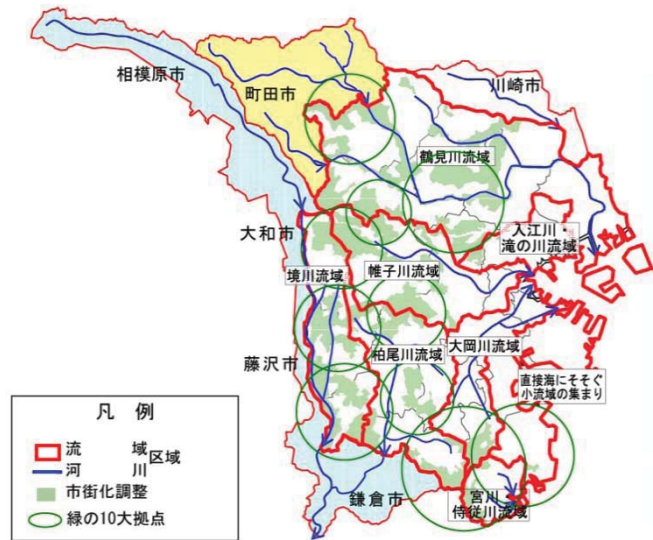 相模原市
町田市
川崎市
鶴見川流域
大和市
入江川・
滝の川流域
境川流域
帷子川流域
藤沢市
柏尾川流域
大岡川流域
直接海にそそぐ
小流域の集まり
鎌倉市
宮川
侍従川流域
凡 例
流 域
河 川
区域
市街化調整
緑の10大拠点